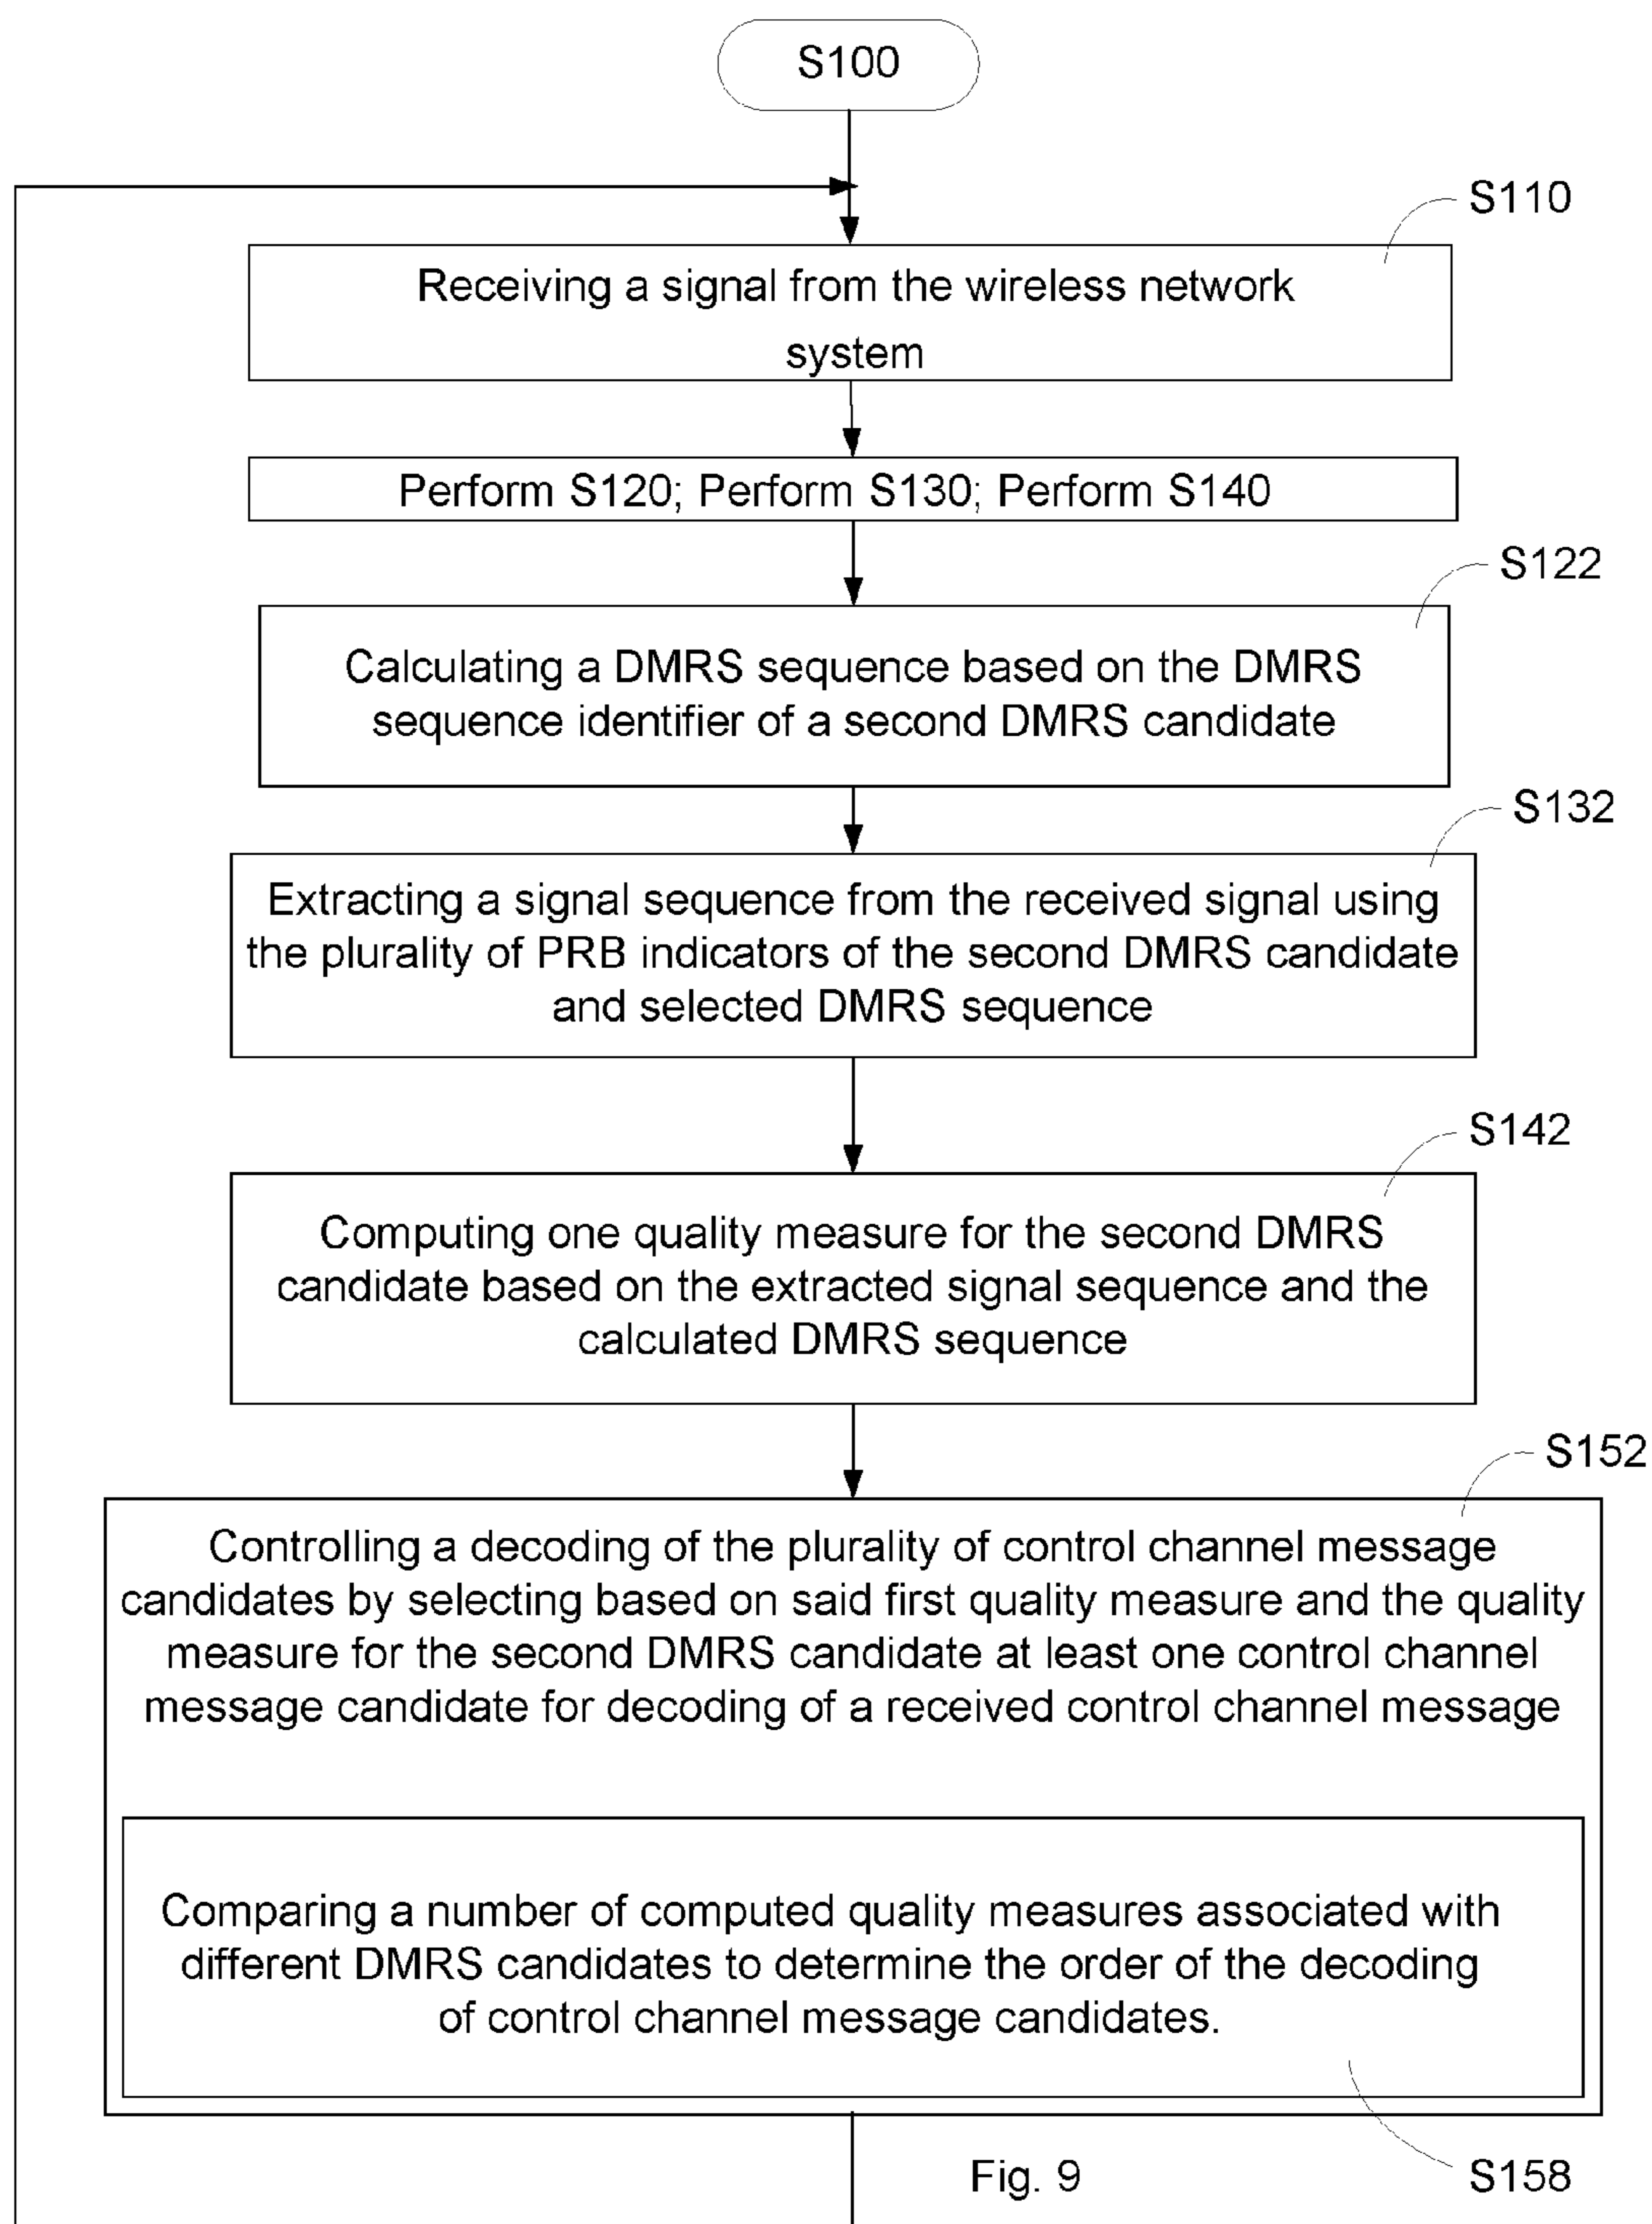 S100
S110
Receiving a signal from the wireless network
system
Perform S120; Perform S130; Perform S140
S122
Calculating a DMRS sequence based on the DMRS
sequence identifier of a second DMRS candidate
S132
Extracting a signal sequence from the received signal using
the plurality of PRB indicators of the second DMRS candidate
and selected DMRS sequence
S142
Computing one quality measure for the second DMRS
candidate based on the extracted signal sequence and the
calculated DMRS sequence
S152
Controlling a decoding of the plurality of control channel message
candidates by selecting based on said first quality measure and the quality
measure for the second DMRS candidate at least one control channel
message candidate for decoding of a received control channel message
Comparing a number of computed quality measures associated with
different DMRS candidates to determine the order of the decoding
of control channel message candidates.
Fig. 9
S158